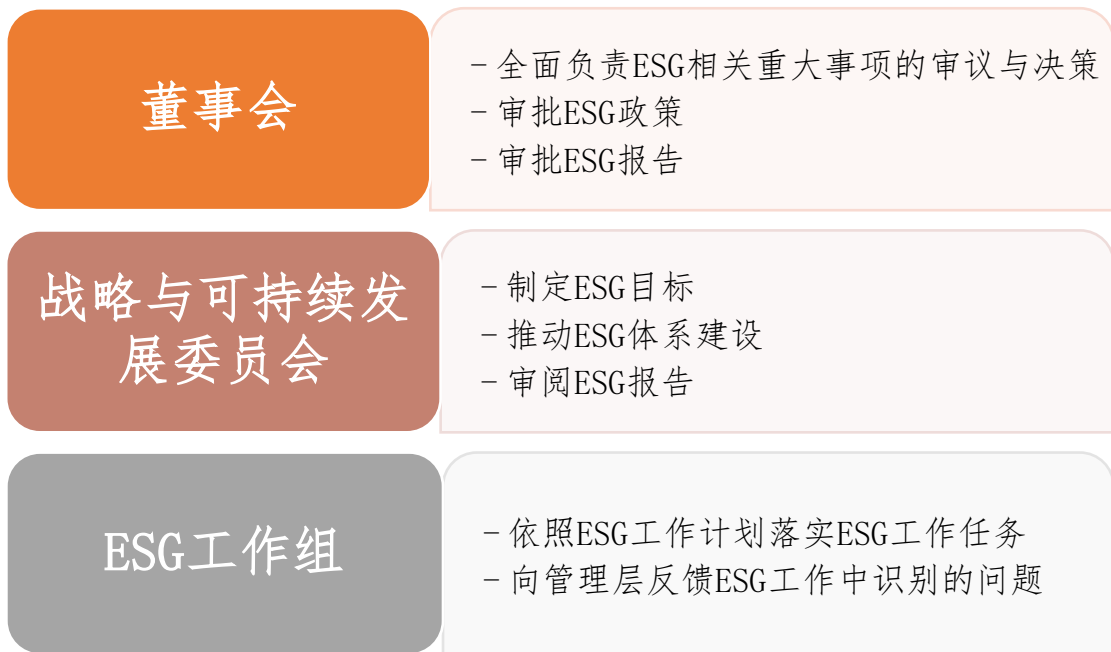 董事会
- 全面负责ESG相关重大事项的审议与决策
- 审批ESG政策
- 审批ESG报告
战略与可持续发
展委员会
- 制定ESG目标
- 推动ESG体系建设
- 审阅ESG报告
ESG工作组
- 依照ESG工作计划落实ESG工作任务
- 向管理层反馈ESG工作中识别的问题